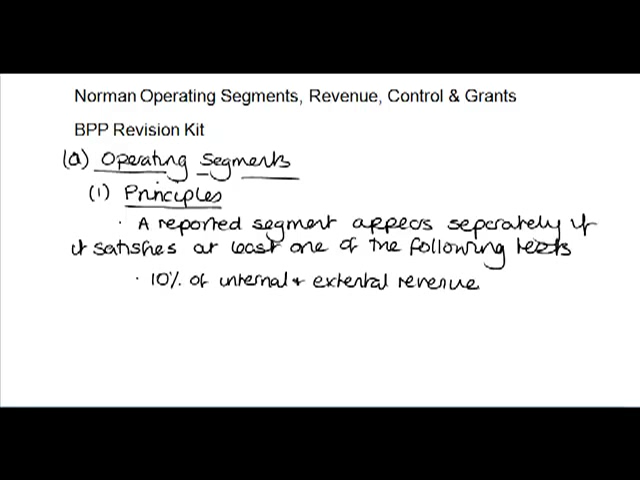 Norman Operating Segments, Revenue, Control & Grants
BPP Revision Kit
(a) Operating Segments
(1) Principles
· A reported segment appears separately if
it satisfies at least one of the following tests
· 10% of internal + external revenue